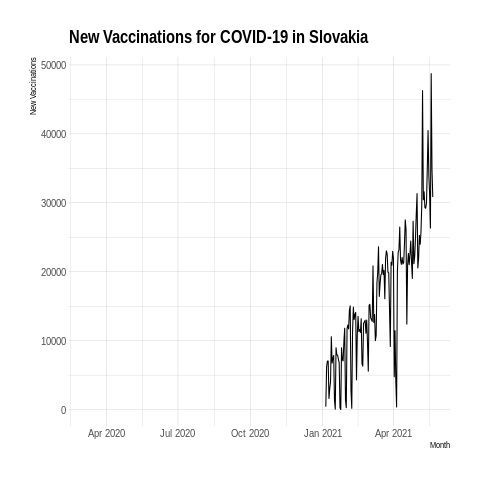 New Vaccinations for COVID-19 in Slovakia
New Vaccinations
50000
40000
30000
20000
10000
0
Apr 2020 Jul 2020 Oct 2020 Jan 2021 Apr 2021
Month